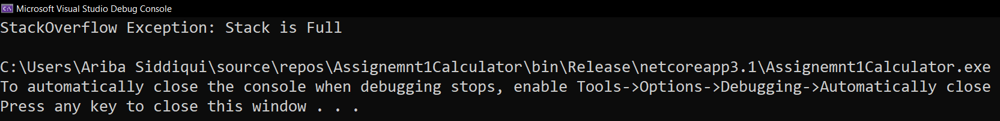 Microsoft Visual Studio Debug Console
StackOverflow Exception: Stack is Full
C:\Users\Ariba Siddiqui\source\repos\Assignemnt1Calculator\bin\Release\netcoreapp3.1\Assignemnt1Calculator.exe
To automatically close the console when debugging stops, enable Tools->Options->Debugging->Automatically close
Press any key to close this window . . .